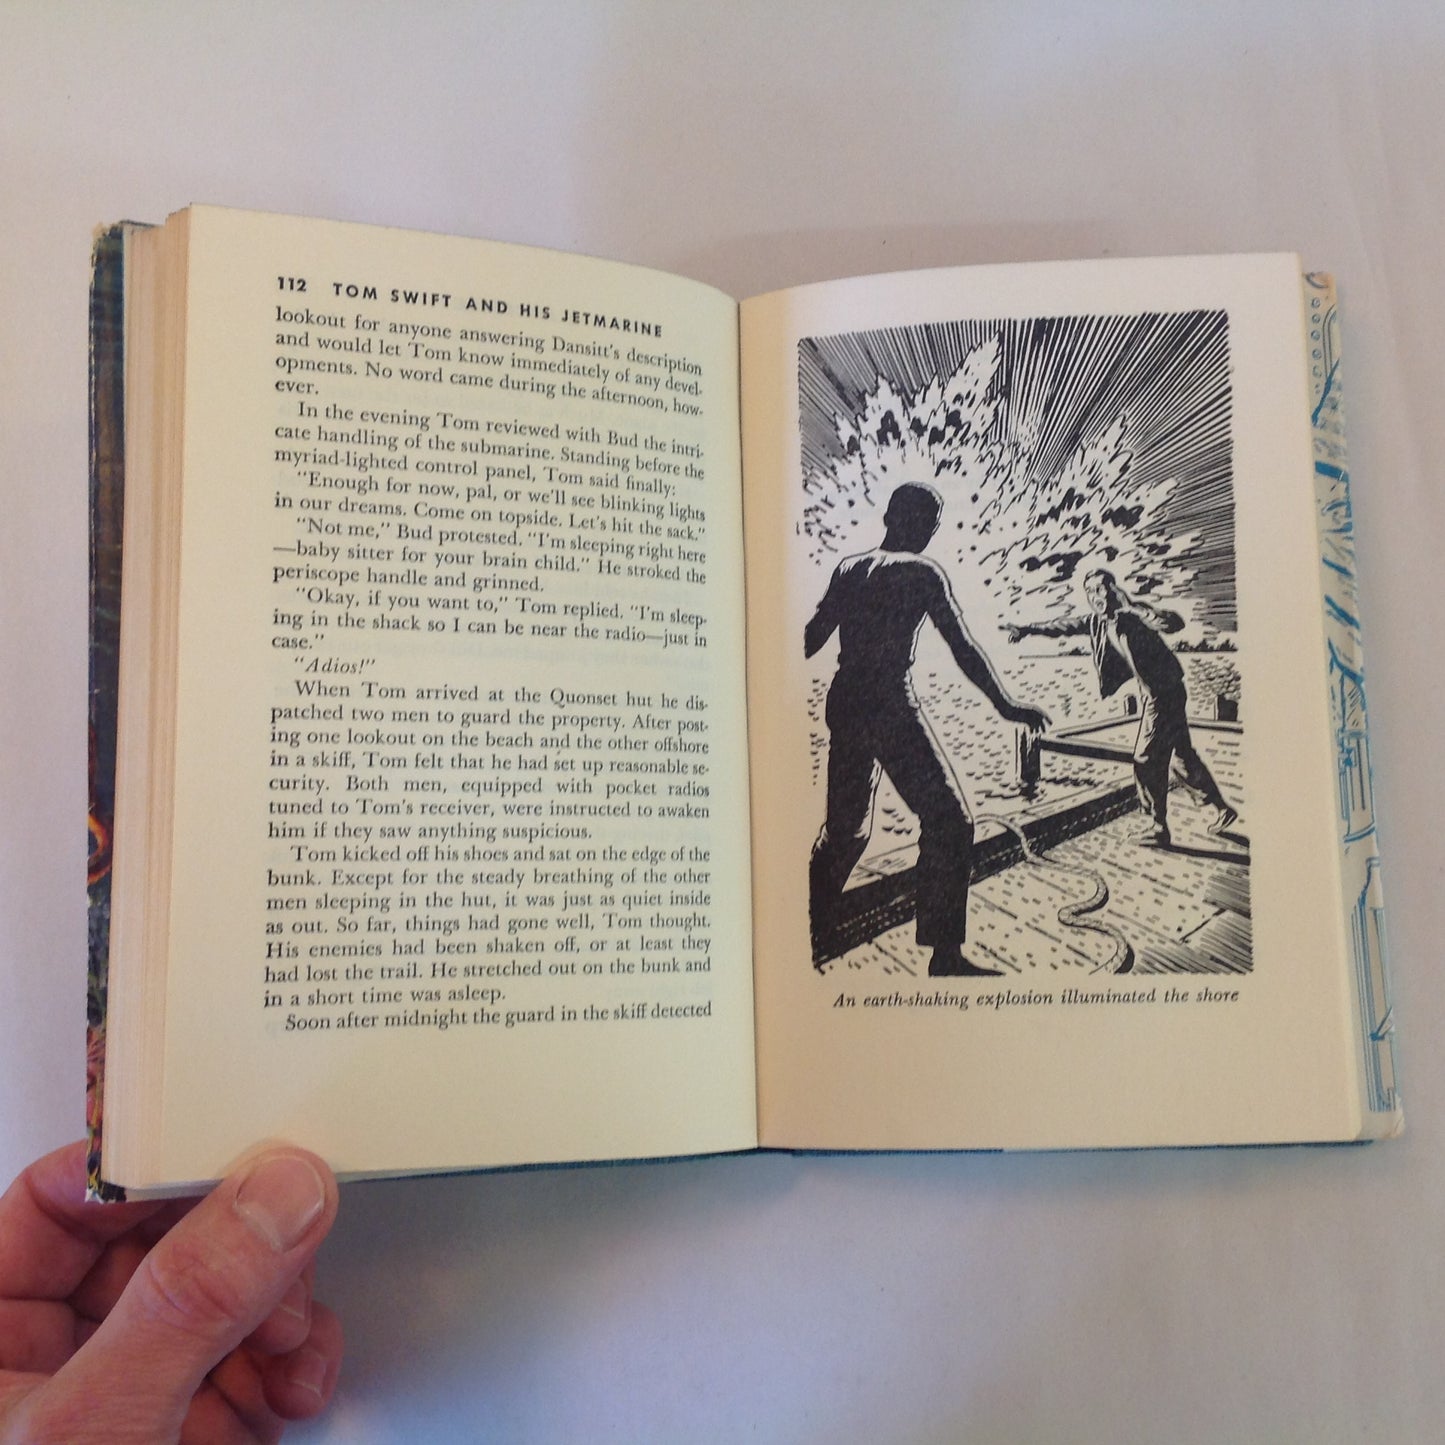 112 TOM SWIFT AND HIS JETMARINE
lookout for anyone answering Dansitt's description
and would let Tom know immediately of any devel-
opments. No word came during the afternoon, how-
ever.
In the evening Tom reviewed with Bud the intri-
cate handling of the submarine. Standing before the
myriad-lighted control panel, Tom said finally:
"Enough for now, pal, or we'll see blinking lights
in our dreams. Come on topside. Let's hit the sack."
"Not me," Bud protested. "I'm sleeping right here
—baby sitter for your brain child." He stroked the
periscope handle and grinned.
"Okay, if you want to," Tom replied. "I'm sleep-
ing in the shack so I can be near the radio—just in
case."
"Adios!"
When Tom arrived at the Quonset hut he dis-
patched two men to guard the property. After post-
ing one lookout on the beach and the other offshore
in a skiff, Tom felt that he had set up reasonable se-
curity. Both men, equipped with pocket radios
tuned to Tom's receiver, were instructed to awaken
him if they saw anything suspicious.
Tom kicked off his shoes and sat on the edge of the
bunk. Except for the steady breathing of the other
men sleeping in the hut, it was just as quiet inside
as out. So far, things had gone well, Tom thought.
His enemies had been shaken off, or at least they
had lost the trail. He stretched out on the bunk and
in a short time was asleep.
Soon after midnight the guard in the skiff detected
An earth-shaking explosion illuminated the shore